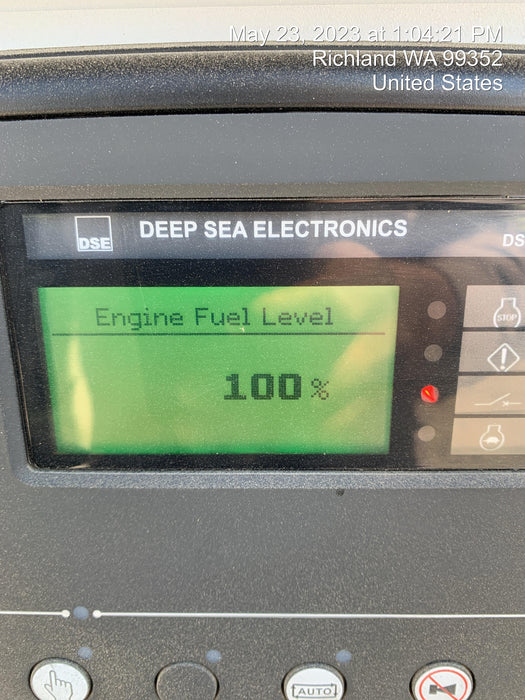 May 23, 2023 at 1:04:21 PM
Richland WA 99352
United States
DSE
DEEP SEA ELECTRONICS
DS
Engine Fuel Level
100%
STOP
AUTO